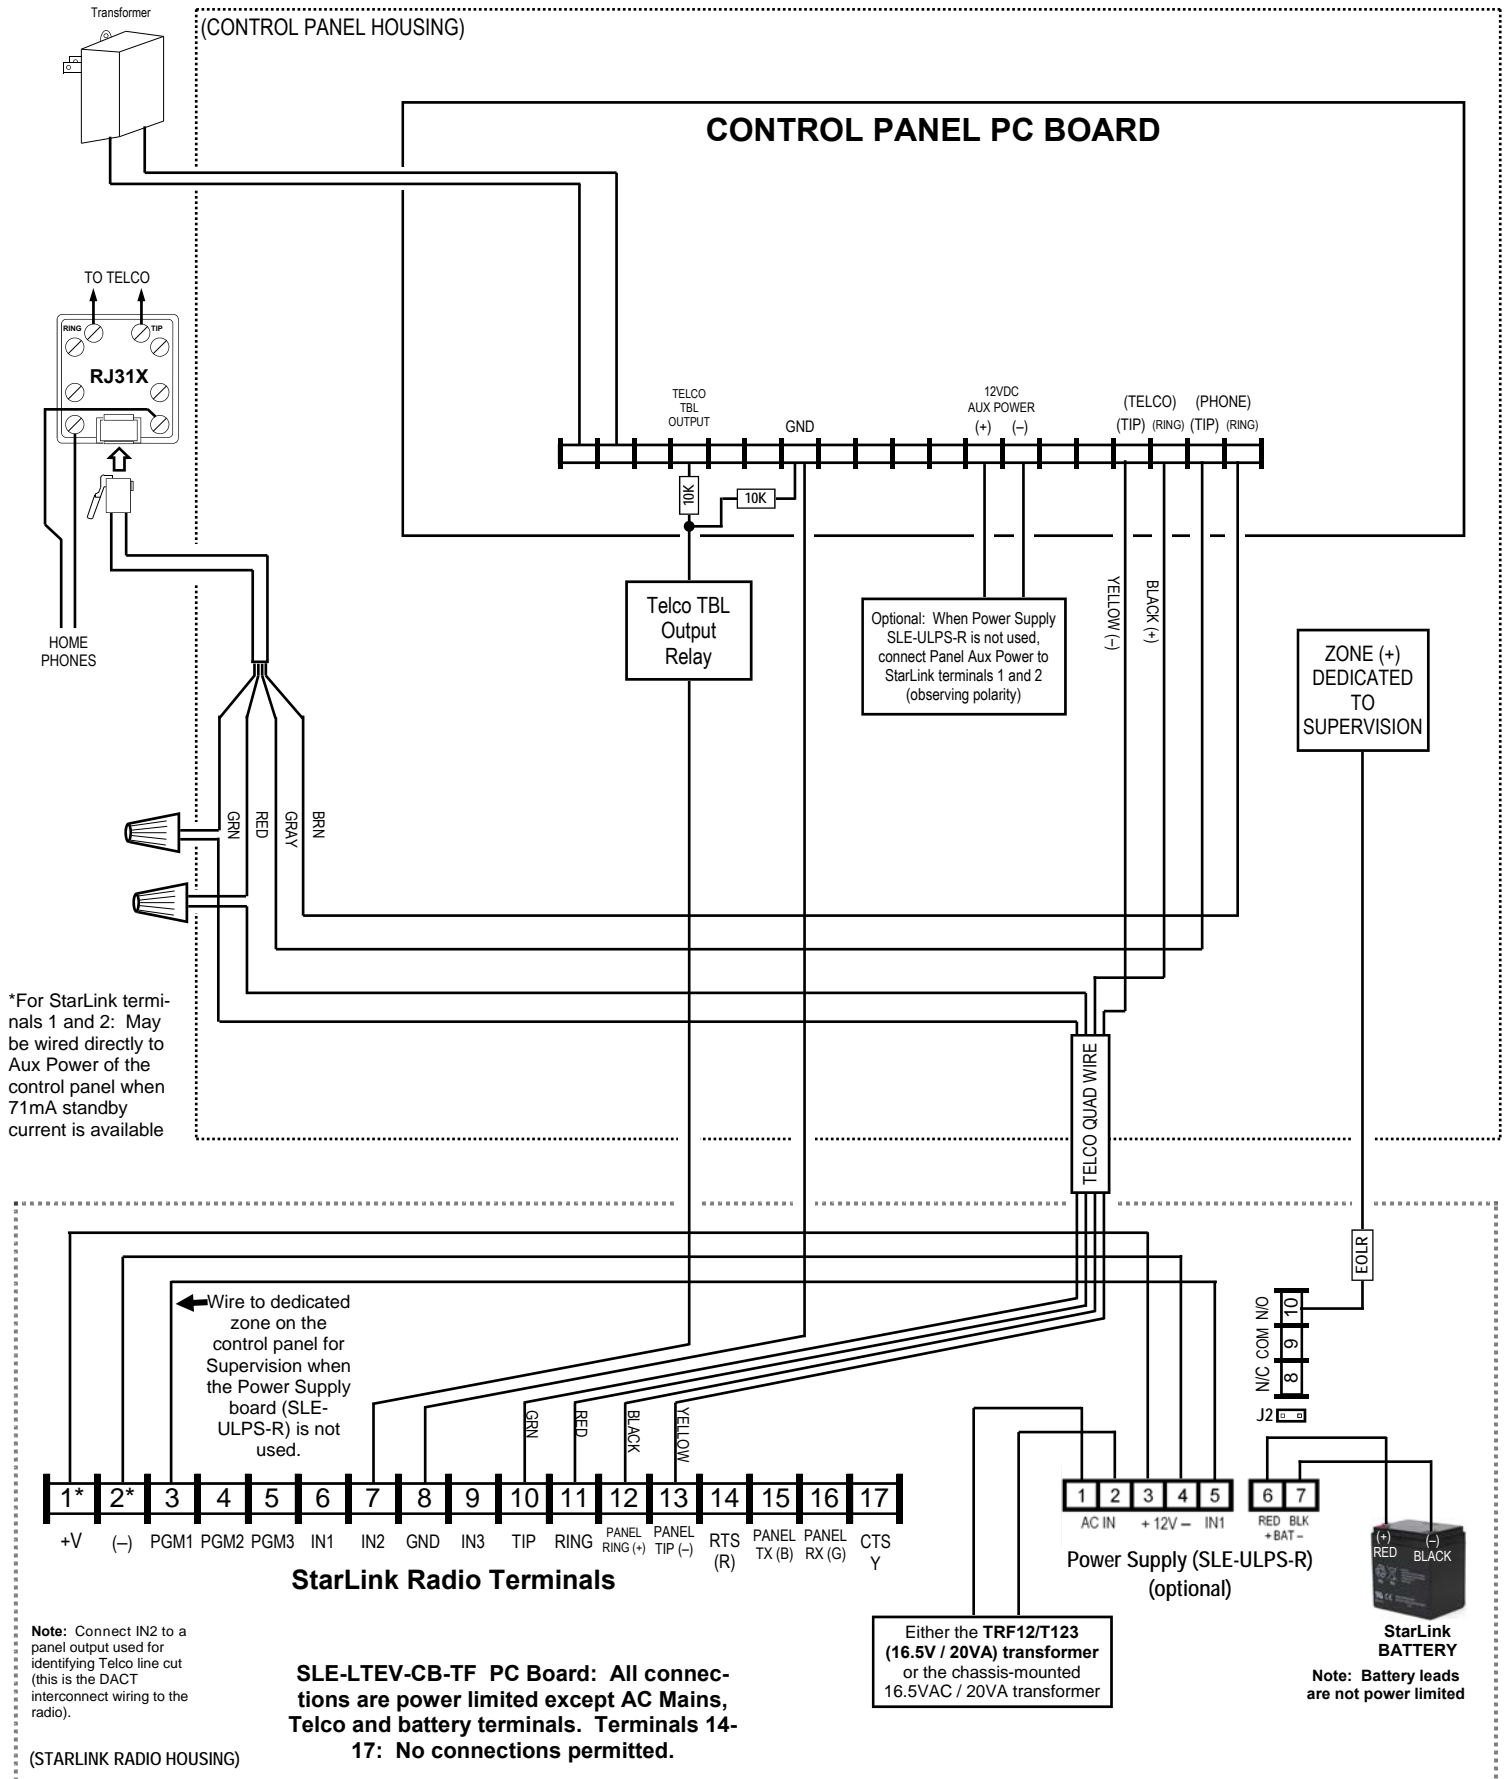 Transformer
(CONTROL PANEL HOUSING)
CONTROL PANEL PC BOARD
TO TELCO
RING
TIP
RJ31X
HOME
PHONES
TELCO
TBL
OUTPUT
GND
12VDC
AUX POWER
(+) (–)
(TELCO) (PHONE)
(TIP) (RING) (TIP) (RING)
10K
10K
Telco TBL
Output
Relay
Optional: When Power Supply
SLE-ULPS-R is not used,
connect Panel Aux Power to
StarLink terminals 1 and 2
(observing polarity)
YELLOW (–)
BLACK (+)
ZONE (+)
DEDICATED
TO
SUPERVISION
GRN
RED
GRAY
BRN
*For StarLink termi-
nals 1 and 2: May
be wired directly to
Aux Power of the
control panel when
71mA standby
current is available
TELCO QUAD WIRE
EOLR
Wire to dedicated
zone on the
control panel for
Supervision when
the Power Supply
board (SLE-
ULPS-R) is not
used.
N/C COM N/O
8 9 10
J2
GRN
RED
BLACK
YELLOW
1* 2* 3 4 5 6 7 8 9 10 11 12 13 14 15 16 17
+V (–) PGM1 PGM2 PGM3 IN1 IN2 GND IN3 TIP RING
PANEL
RING (+)
PANEL
TIP (–)
RTS
(R)
PANEL
TX (B)
PANEL
RX (G)
CTS
Y
StarLink Radio Terminals
1 2 3 4 5
AC IN + 12V – IN1
6 7
RED BLK
+ BAT –
Power Supply (SLE-ULPS-R)
(optional)
(+)
RED
(–)
BLACK
StarLink
BATTERY
Note: Battery leads
are not power limited
Either the TRF12/T123
(16.5V / 20VA) transformer
or the chassis-mounted
16.5VAC / 20VA transformer
Note: Connect IN2 to a
panel output used for
identifying Telco line cut
(this is the DACT
interconnect wiring to the
radio).
SLE-LTEV-CB-TF PC Board: All connec-
tions are power limited except AC Mains,
Telco and battery terminals. Terminals 14-
17: No connections permitted.
(STARLINK RADIO HOUSING)